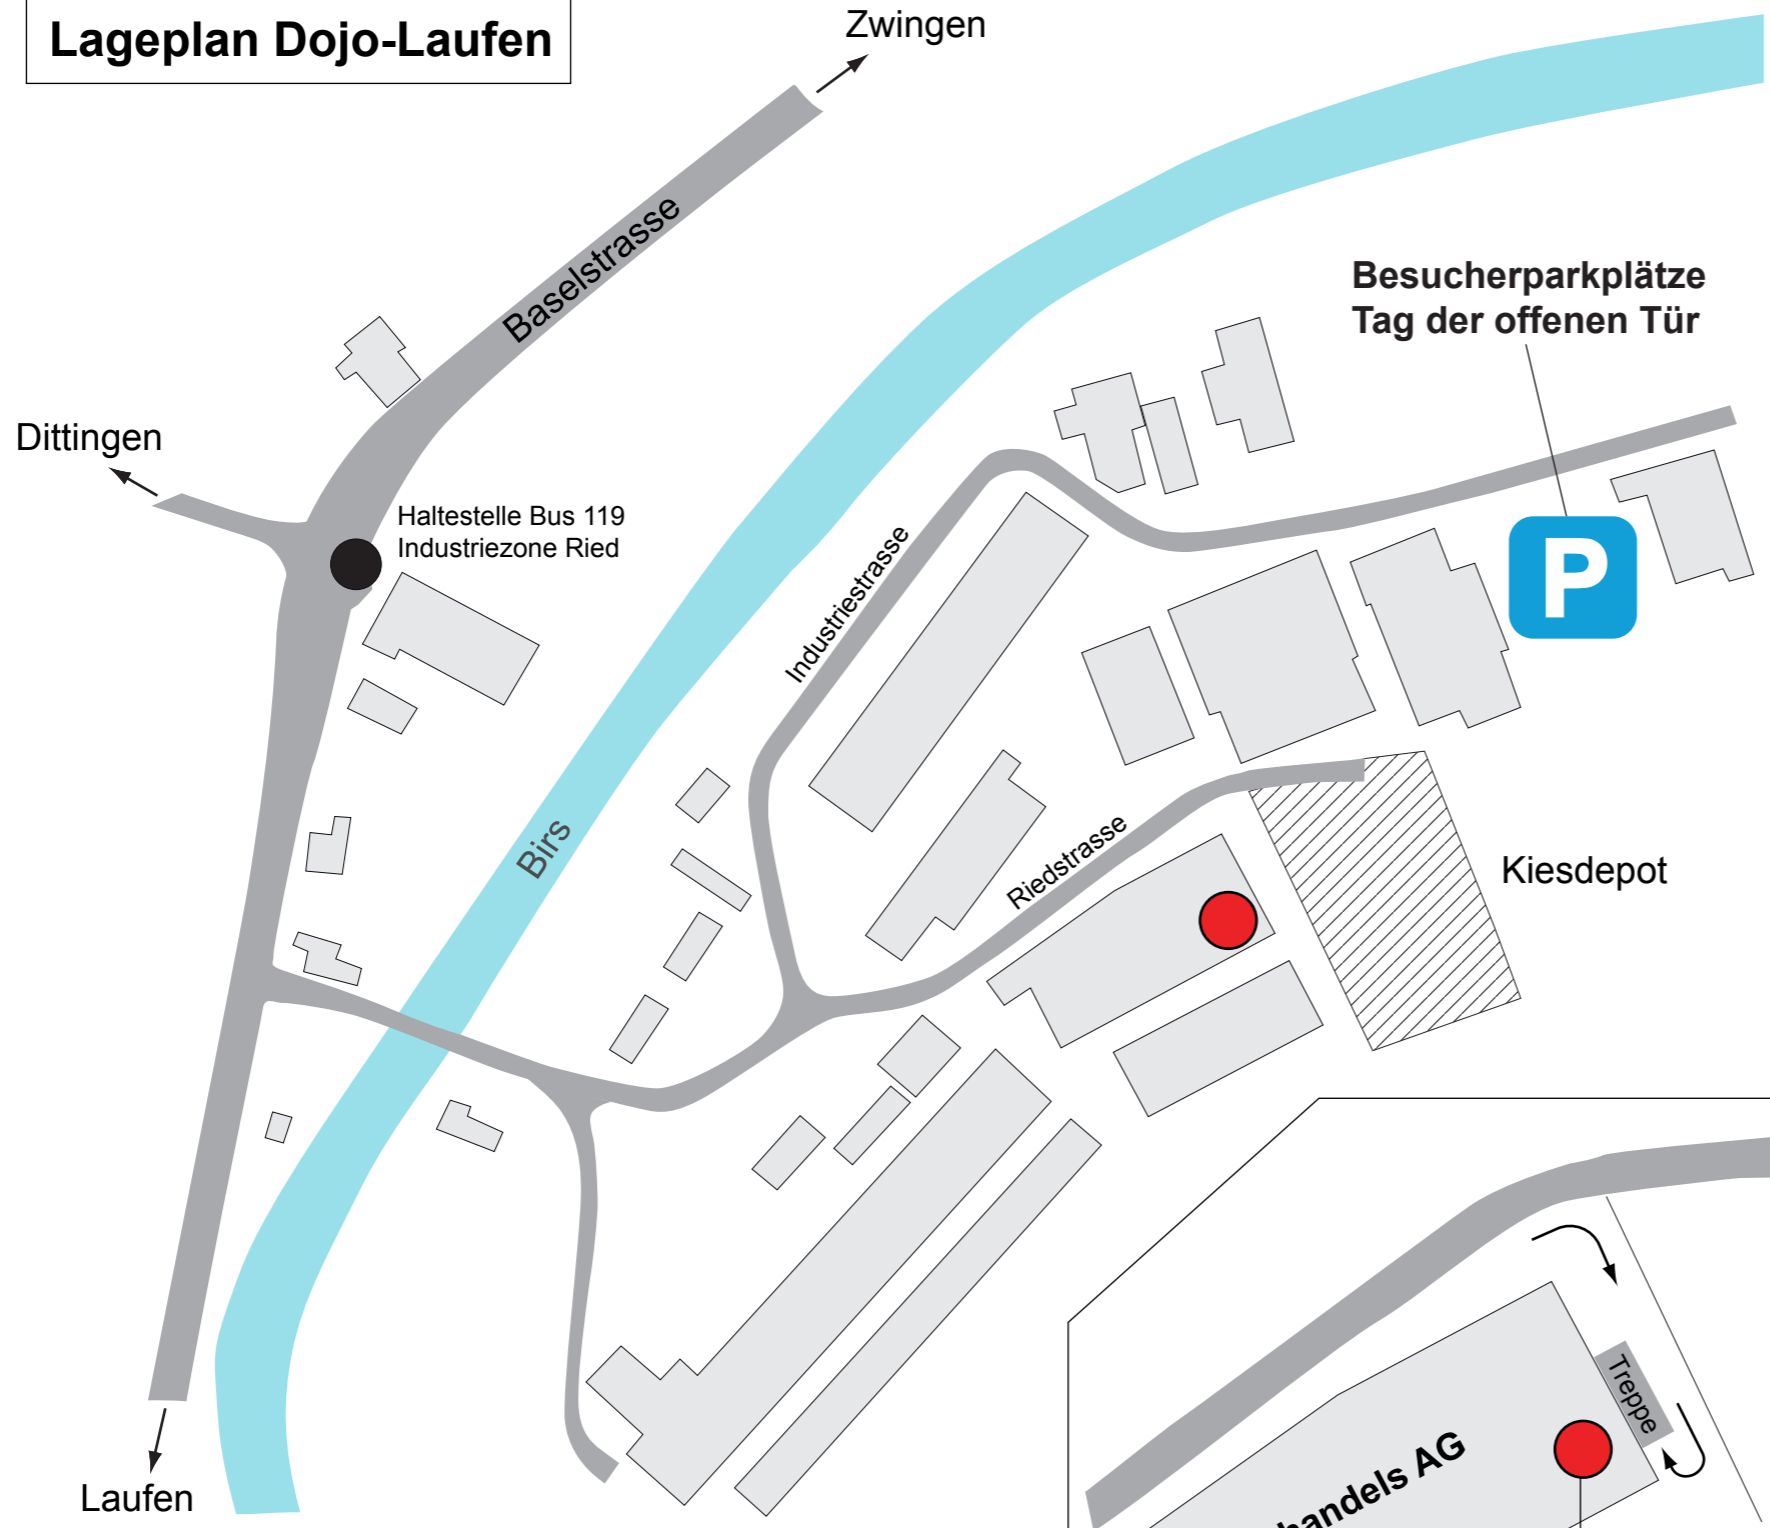 Lageplan Dojo-Laufen
Zwingen
Baselstrasse
Besucherparkplätze
Tag der offenen Tür
Dittingen
Haltestelle Bus 119
Industriezone Ried
P
Industriestrasse
Birs
Riedstrasse
Kiesdepot
Treppe
handels AG
Laufen